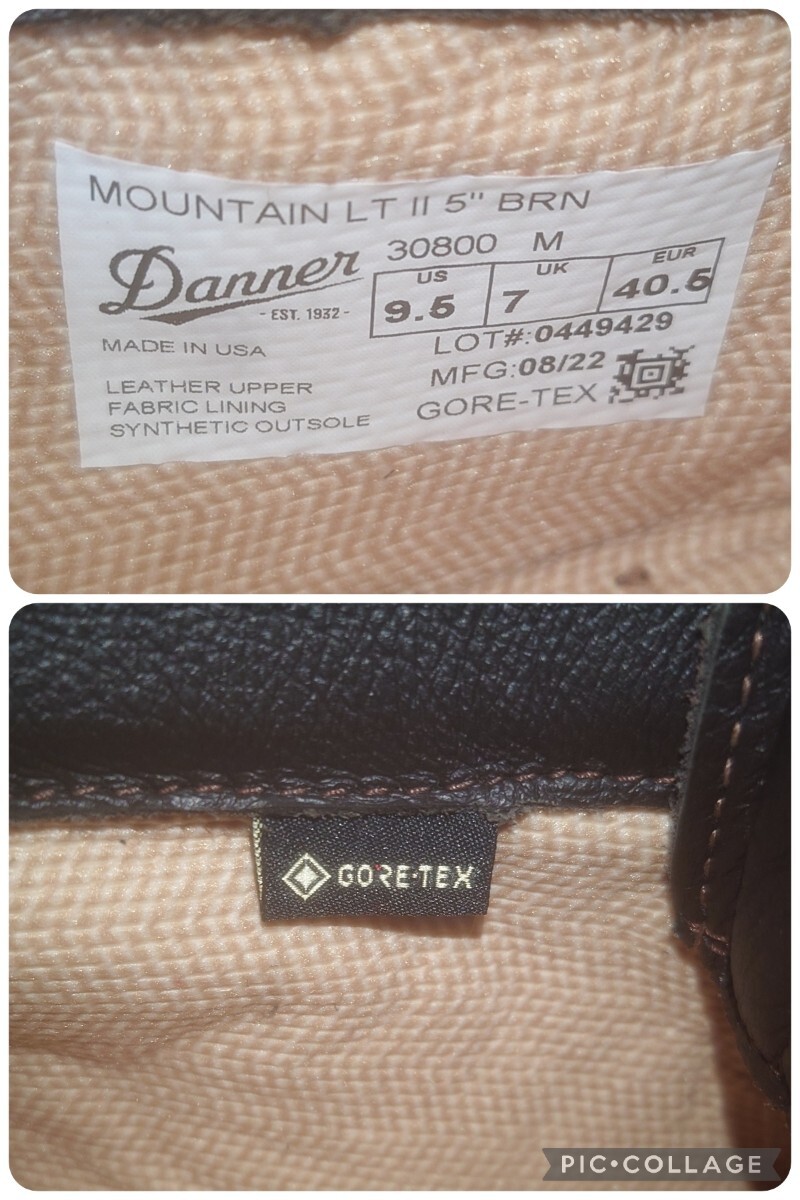 MOUNTAIN LT II 5" BRN
Danner
- EST. 1932 -
30800 M
US UK EUR
9.5 7 40.5
MADE IN USA
LOT#:0449429
MFG:08/22
GORE-TEX
LEATHER UPPER
FABRIC LINING
SYNTHETIC OUTSOLE
GORE-TEX
PIC•COLLAGE